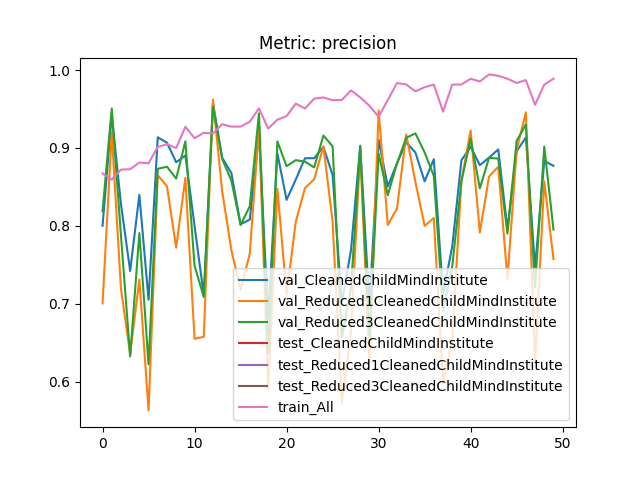 Metric: precision
1.0
0.9
0.8
0.7
0.6
0
10
20
30
40
50
val_CleanedChildMindInstitute
val_Reduced1CleanedChildMindInstitute
val_Reduced3CleanedChildMindInstitute
test_CleanedChildMindInstitute
test_Reduced1CleanedChildMindInstitute
test_Reduced3CleanedChildMindInstitute
train_All